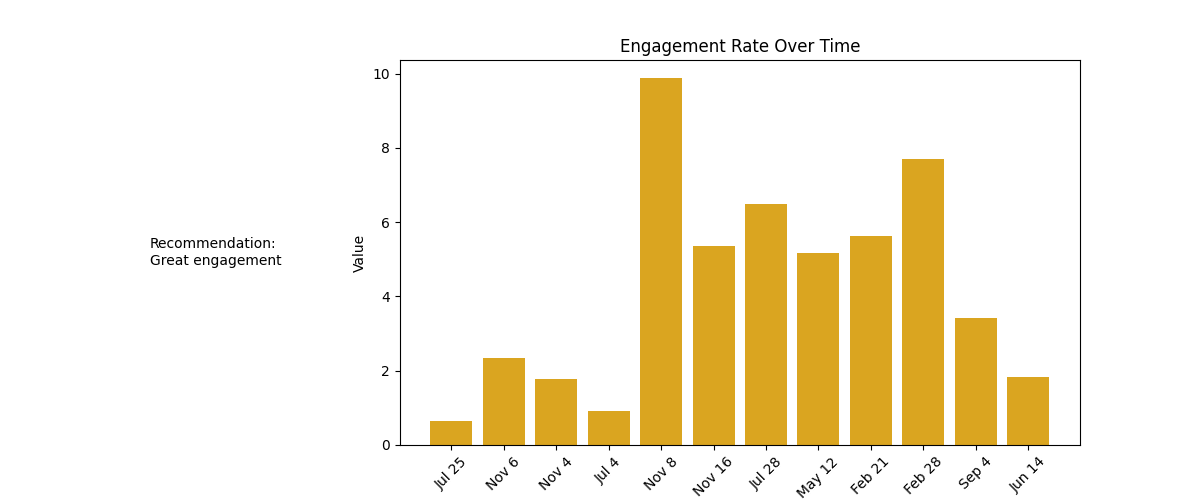 Engagement Rate Over Time
Recommendation:
Great engagement
Value
10
8
6
4
2
0
Jul 25
Nov 6
Nov 4
Jul 4
Nov 8
Nov 16
Jul 28
May 12
Feb 21
Feb 28
Sep 4
Jun 14